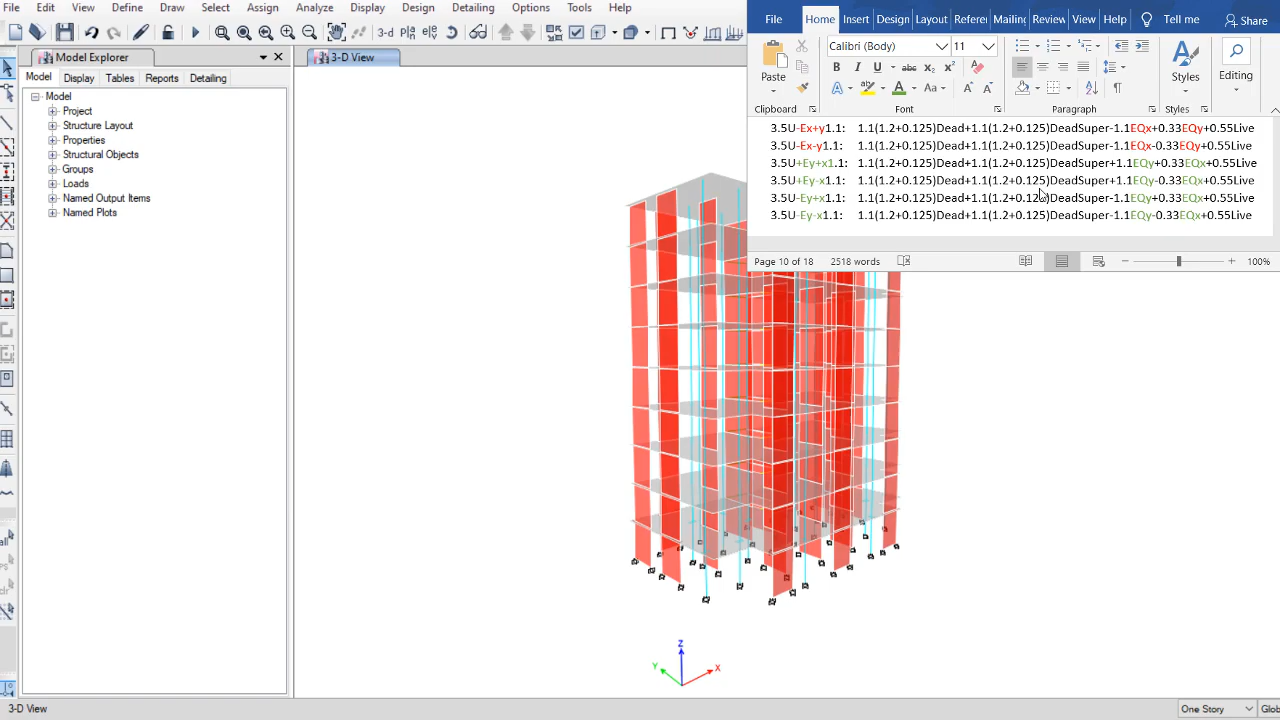 File Edit View Define Draw Select Assign Analyze Display Design Detailing Options Tools Help
3-d
Model Explorer
Model Display Tables Reports Detailing
Model
Project
Structure Layout
Properties
Structural Objects
Groups
Loads
Named Output Items
Named Plots
3-D View
Z
Y
X
File Home Insert Design Layout Refere Mailin Review View Help Tell me Share
Paste
Calibri (Body) 11
Styles
Editing
B I U abc x₂ x²
A A Aa A A
Clipboard Font Paragraph Styles
3.5U-Ex+y1.1: 1.1(1.2+0.125)Dead+1.1(1.2+0.125)DeadSuper-1.1EQx+0.33EQy+0.55Live
3.5U-Ex-y1.1: 1.1(1.2+0.125)Dead+1.1(1.2+0.125)DeadSuper-1.1EQx-0.33EQy+0.55Live
3.5U+Ey+x1.1: 1.1(1.2+0.125)Dead+1.1(1.2+0.125)DeadSuper+1.1EQy+0.33EQx+0.55Live
3.5U+Ey-x1.1: 1.1(1.2+0.125)Dead+1.1(1.2+0.125)DeadSuper+1.1EQy-0.33EQx+0.55Live
3.5U-Ey+x1.1: 1.1(1.2+0.125)Dead+1.1(1.2+0.125)DeadSuper-1.1EQy+0.33EQx+0.55Live
3.5U-Ey-x1.1: 1.1(1.2+0.125)Dead+1.1(1.2+0.125)DeadSuper-1.1EQy-0.33EQx+0.55Live
Page 10 of 18 2518 words 100%
3-D View One Story Glob